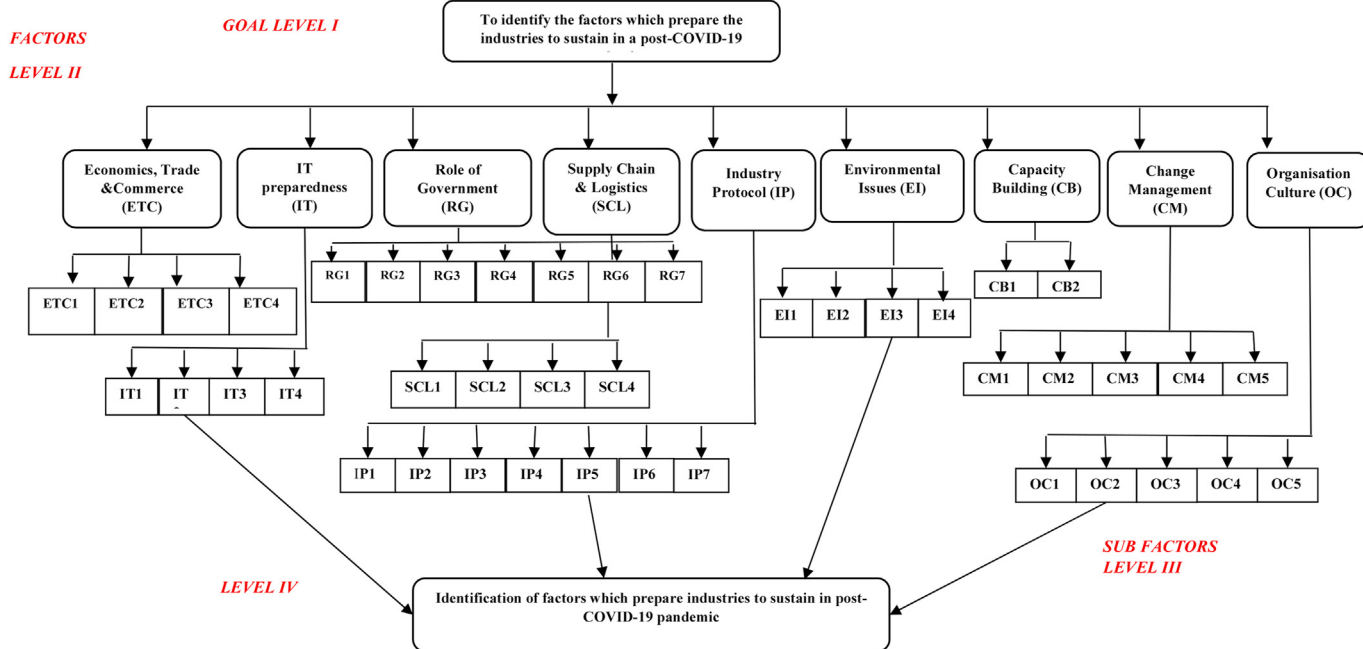 GOAL LEVEL I
To identify the factors which prepare the
industries to sustain in a post-COVID-19
FACTORS
LEVEL II
Economics, Trade
&Commerce
(ETC)
IT
preparedness
(IT)
Role of
Government
(RG)
Supply Chain
& Logistics
(SCL)
Industry
Protocol (IP)
Environmental
Issues (EI)
Capacity
Building (CB)
Change
Management
(CM)
Organisation
Culture (OC)
RG1 RG2 RG3 RG4 RG5 RG6 RG7
CB1 CB2
ETC1 ETC2 ETC3 ETC4
EI1 EI2 EI3 EI4
CM1 CM2 CM3 CM4 CM5
IT1 IT IT3 IT4
SCL1 SCL2 SCL3 SCL4
IP1 IP2 IP3 IP4 IP5 IP6 IP7
OC1 OC2 OC3 OC4 OC5
SUB FACTORS
LEVEL III
LEVEL IV
Identification of factors which prepare industries to sustain in post-
COVID-19 pandemic